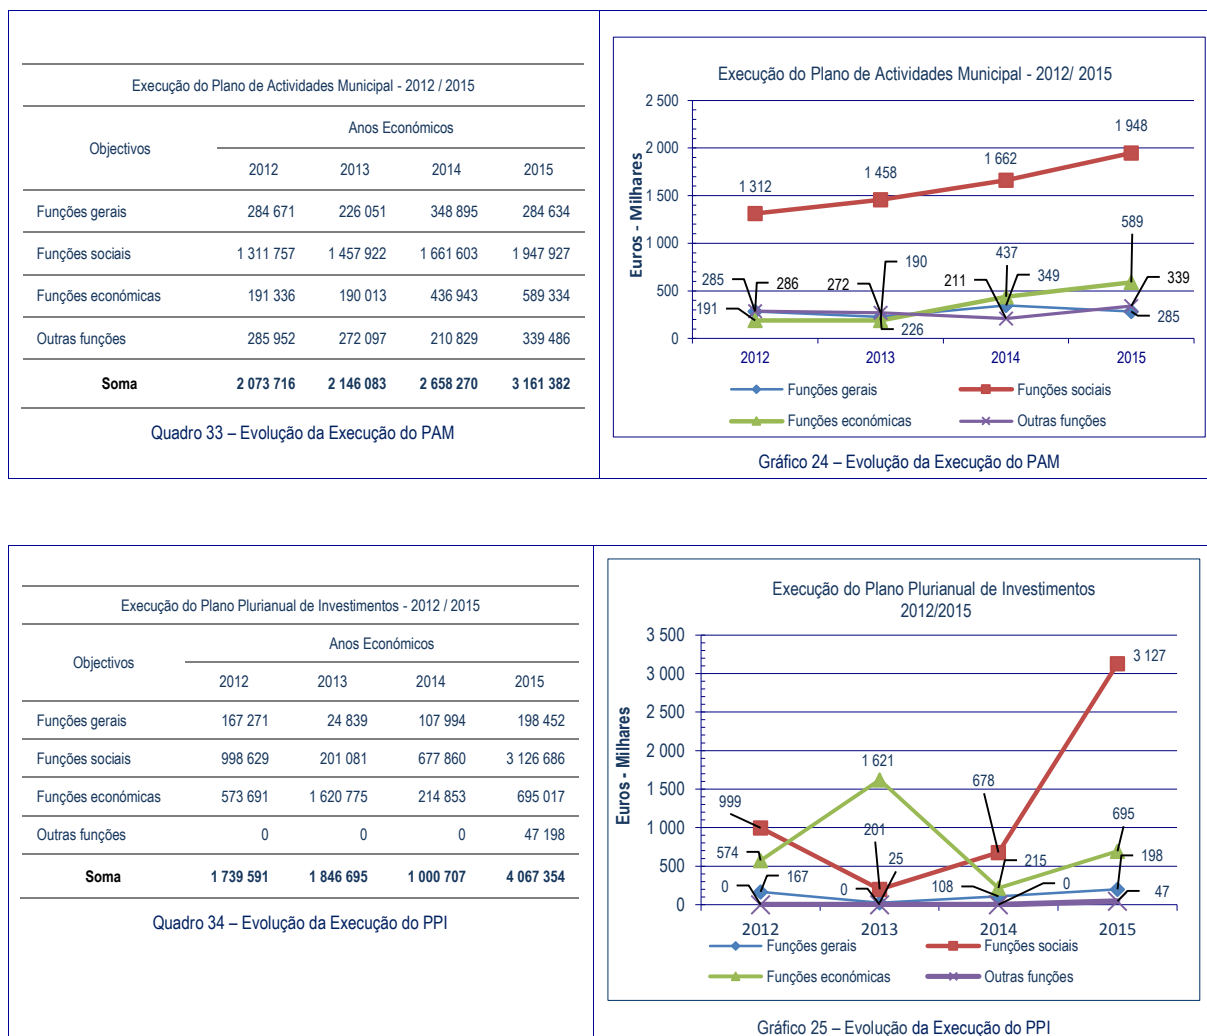 Execução do Plano de Actividades Municipal - 2012 / 2015
Objectivos
Anos Económicos
2012 2013 2014 2015
Funções gerais 284 671 226 051 348 895 284 634
Funções sociais 1 311 757 1 457 922 1 661 603 1 947 927
Funções económicas 191 336 190 013 436 943 589 334
Outras funções 285 952 272 097 210 829 339 486
Soma 2 073 716 2 146 083 2 658 270 3 161 382
Quadro 33 – Evolução da Execução do PAM
Execução do Plano de Actividades Municipal - 2012/ 2015
Euros - Milhares
2 500
2 000
1 500
1 000
500
0
1 312
1 458
1 662
1 948
285
286
191
272
190
226
211
437
349
589
339
285
2012 2013 2014 2015
Funções gerais Funções sociais
Funções económicas Outras funções
Gráfico 24 – Evolução da Execução do PAM
Execução do Plano Plurianual de Investimentos - 2012 / 2015
Objectivos
Anos Económicos
2012 2013 2014 2015
Funções gerais 167 271 24 839 107 994 198 452
Funções sociais 998 629 201 081 677 860 3 126 686
Funções económicas 573 691 1 620 775 214 853 695 017
Outras funções 0 0 0 47 198
Soma 1 739 591 1 846 695 1 000 707 4 067 354
Quadro 34 – Evolução da Execução do PPI
Execução do Plano Plurianual de Investimentos
2012/2015
Euros - Milhares
3 500
3 000
2 500
2 000
1 500
1 000
500
0
999
574
0
167
1 621
201
0
25
678
108
215
0
3 127
695
198
47
2012 2013 2014 2015
Funções gerais Funções sociais
Funções económicas Outras funções
Gráfico 25 – Evolução da Execução do PPI